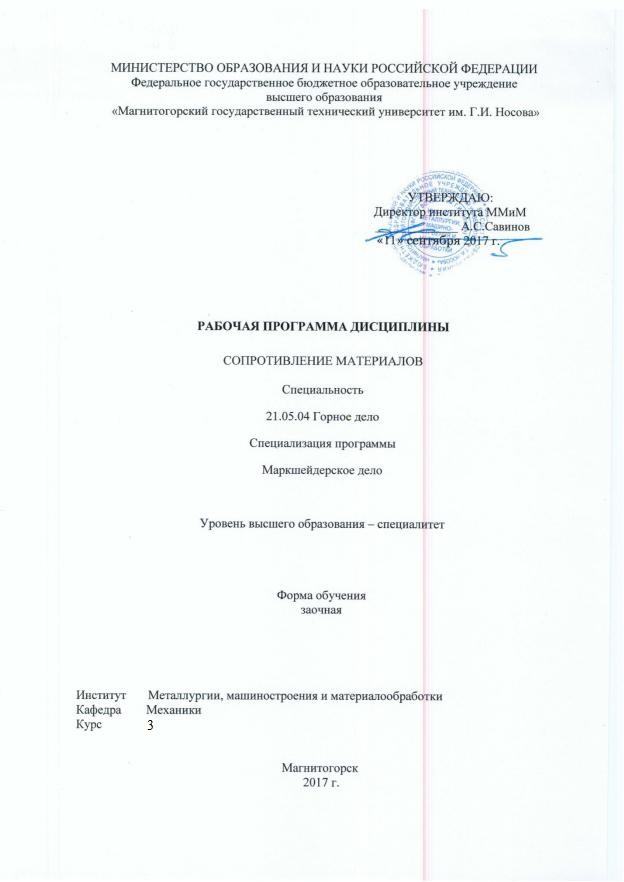 МИНИСТЕРСТВО ОБРАЗОВАНИЯ И НАУКИ РОССИЙСКОЙ ФЕДЕРАЦИИ
Федеральное государственное бюджетное образовательное учреждение
высшего образования
«Магнитогорский государственный технический университет им. Г.И. Носова»
УТВЕРЖДАЮ:
Директор института ММиМ
А.С.Савинов
«11» сентября 2017 г.
РАБОЧАЯ ПРОГРАММА ДИСЦИПЛИНЫ
СОПРОТИВЛЕНИЕ МАТЕРИАЛОВ
Специальность
21.05.04 Горное дело
Специализация программы
Маркшейдерское дело
Уровень высшего образования – специалитет
Форма обучения
заочная
Институт Металлургии, машиностроения и материалообработки
Кафедра Механики
Курс 3
Магнитогорск
2017 г.